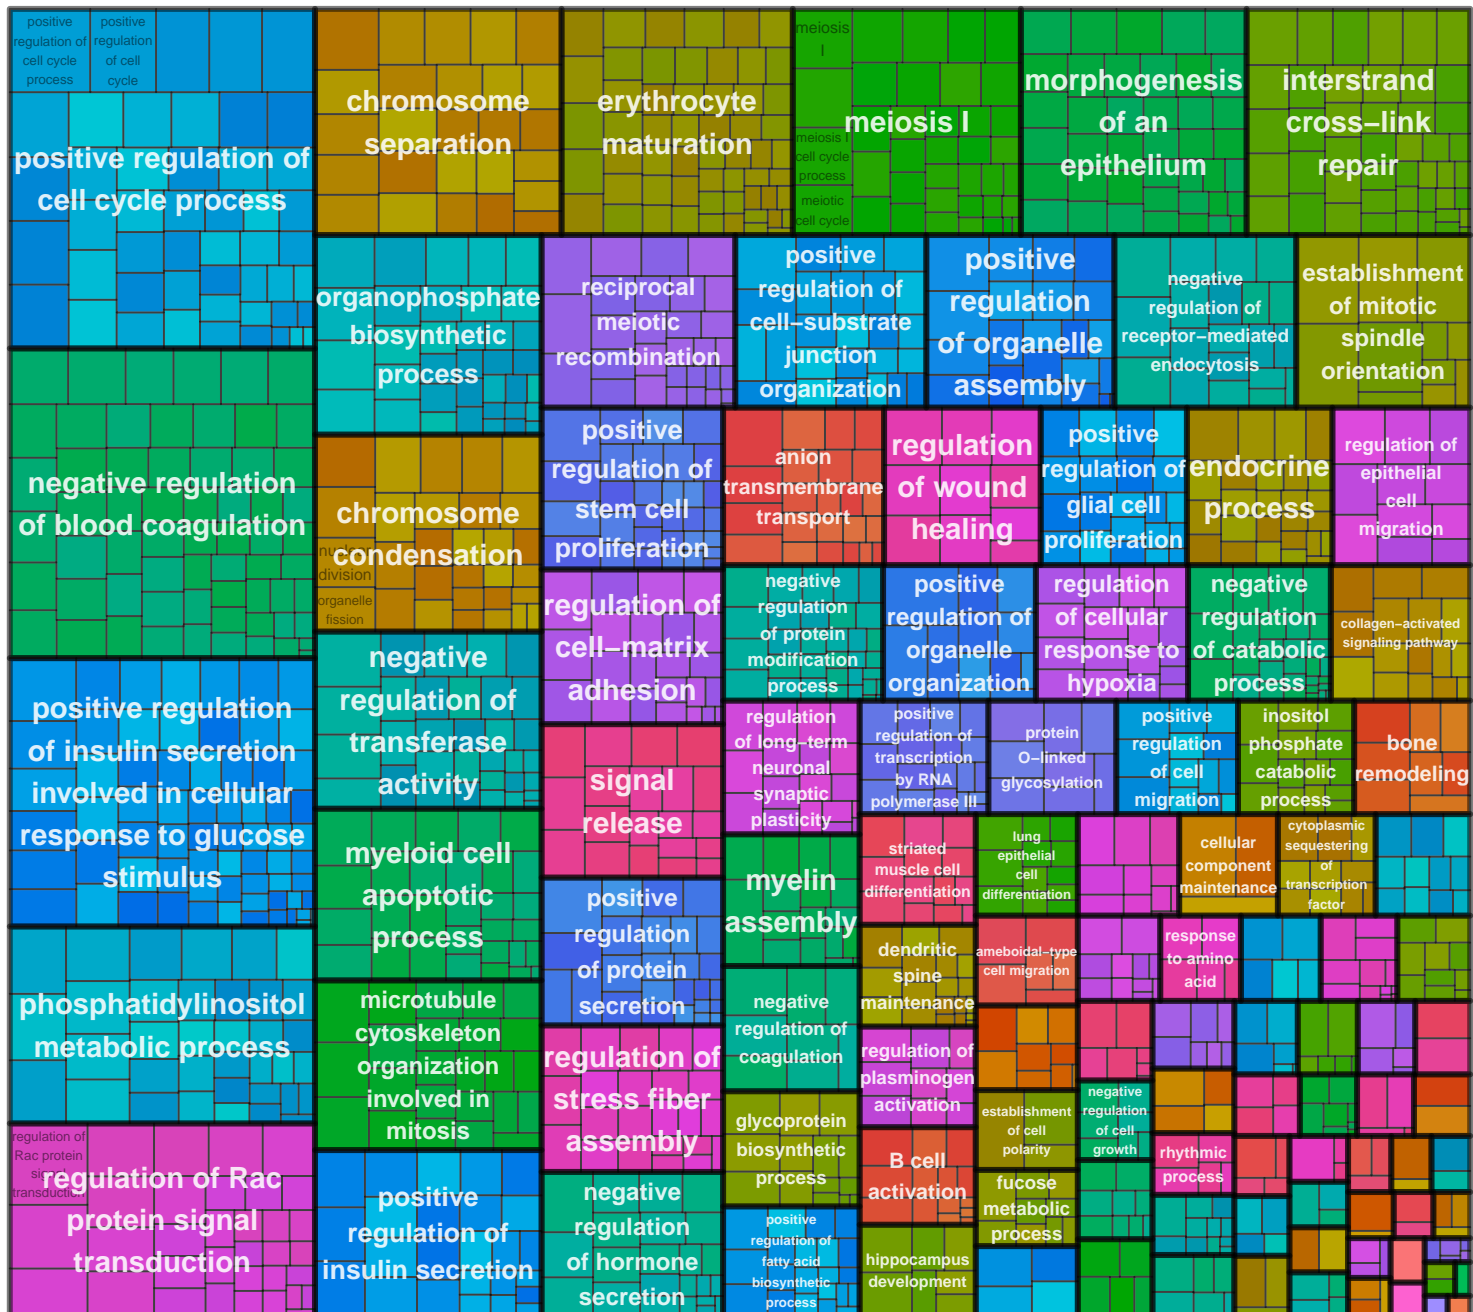 positive
regulation of
cell cycle
process
positive
regulation
of cell
cycle
positive regulation of
cell cycle process
chromosome
separation
erythrocyte
maturation
meiosis
I
meiosis I
meiosis I
cell cycle
process
meiotic
cell cycle
morphogenesis
of an
epithelium
interstrand
cross−link
repair
organophosphate
biosynthetic
process
reciprocal
meiotic
recombination
positive
regulation of
cell−substrate
junction
organization
positive
regulation
of organelle
assembly
negative
regulation of
receptor−mediated
endocytosis
establishment
of mitotic
spindle
orientation
negative regulation
of blood coagulation
chromosome
condensation
nuclear
division
organelle
fission
positive
regulation of
stem cell
proliferation
anion
transmembrane
transport
regulation
of wound
healing
positive
regulation of
glial cell
proliferation
endocrine
process
regulation of
epithelial
cell
migration
regulation of
cell−matrix
adhesion
negative
regulation
of protein
modification
process
positive
regulation of
organelle
organization
regulation
of cellular
response to
hypoxia
negative
regulation
of catabolic
process
collagen−activated
signaling pathway
positive regulation
of insulin secretion
involved in cellular
response to glucose
stimulus
negative
regulation of
transferase
activity
signal
release
regulation
of long−term
neuronal
synaptic
plasticity
positive
regulation of
transcription
by RNA
polymerase III
protein
O−linked
glycosylation
positive
regulation
of cell
migration
inositol
phosphate
catabolic
process
bone
remodeling
myeloid cell
apoptotic
process
positive
regulation
of protein
secretion
myelin
assembly
striated
muscle cell
differentiation
lung
epithelial
cell
differentiation
cellular
component
maintenance
cytoplasmic
sequestering
of
transcription
factor
phosphatidylinositol
metabolic process
microtubule
cytoskeleton
organization
involved in
mitosis
regulation of
stress fiber
assembly
negative
regulation of
coagulation
dendritic
spine
maintenance
ameboidal−type
cell migration
response
to amino
acid
regulation of
plasminogen
activation
establishment
of cell
polarity
negative
regulation
of cell
growth
regulation of
Rac protein
signal
transduction
regulation of Rac
protein signal
transduction
positive
regulation of
insulin secretion
negative
regulation
of hormone
secretion
glycoprotein
biosynthetic
process
B cell
activation
fucose
metabolic
process
rhythmic
process
positive
regulation of
fatty acid
biosynthetic
process
hippocampus
development